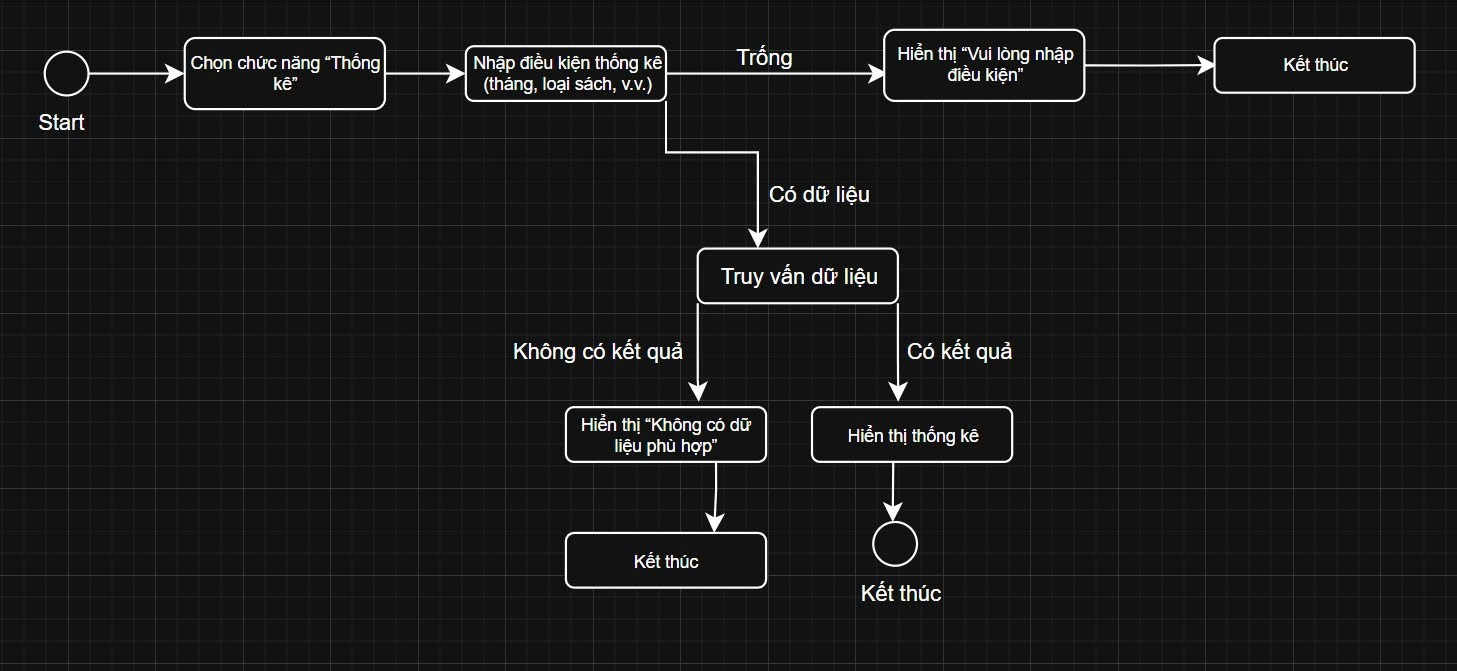 Start
Chọn chức năng “Thống
kê”
Nhập điều kiện thống kê
(tháng, loại sách, v.v.)
Trống
Hiển thị “Vui lòng nhập
điều kiện”
Kết thúc
Có dữ liệu
Truy vấn dữ liệu
Không có kết quả
Có kết quả
Hiển thị “Không có dữ
liệu phù hợp”
Hiển thị thống kê
Kết thúc
Kết thúc